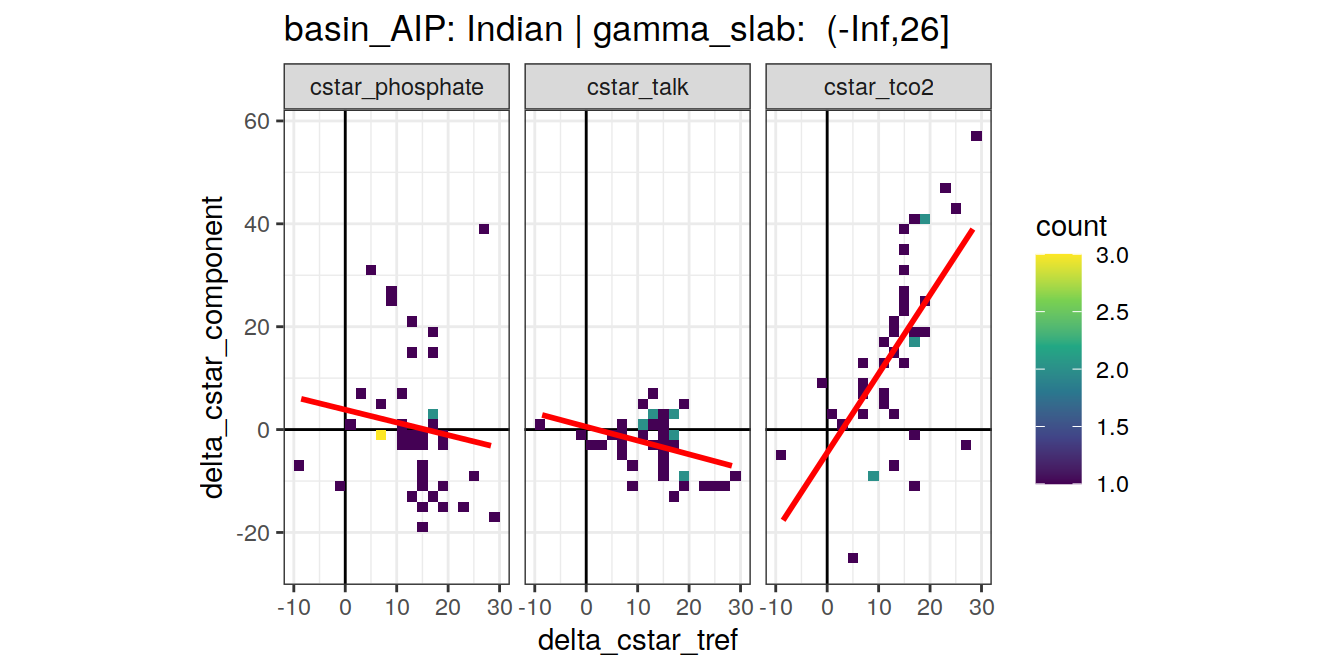 basin_AIP: Indian | gamma_slab:  (-Inf,26]
cstar_phosphate
cstar_talk
cstar_tco2
60
40
20
0
-20
delta_cstar_component
-10 0 10 20 30
-10 0 10 20 30
-10 0 10 20 30
delta_cstar_tref
count
3.0
2.5
2.0
1.5
1.0